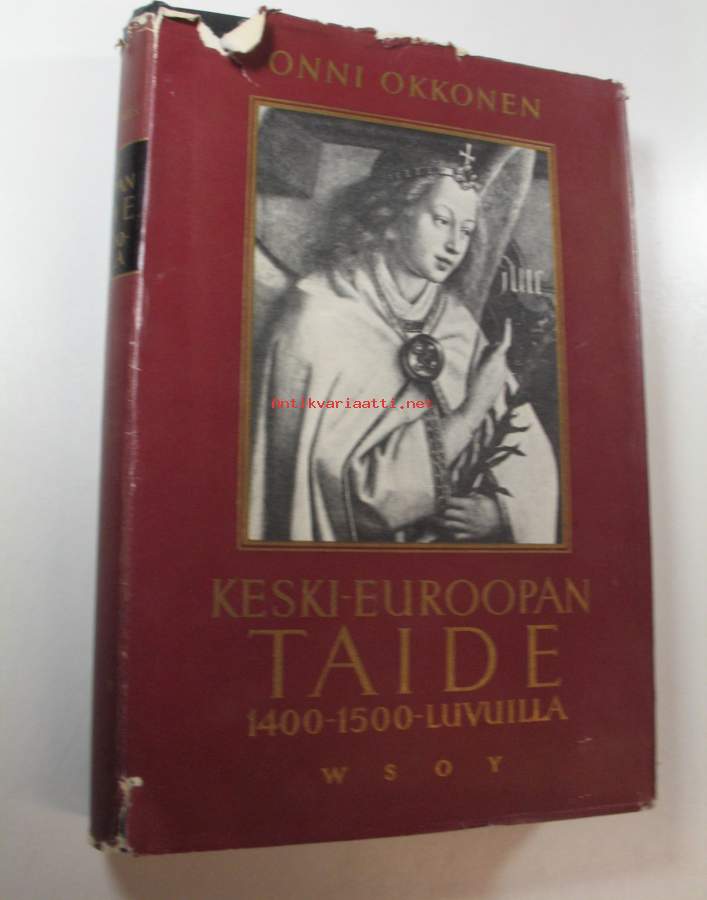 ONNI OKKONEN
antikvariaatti.net
KESKI-EUROOPAN
TAIDE
1400-1500-LUVUILLA
WSOY